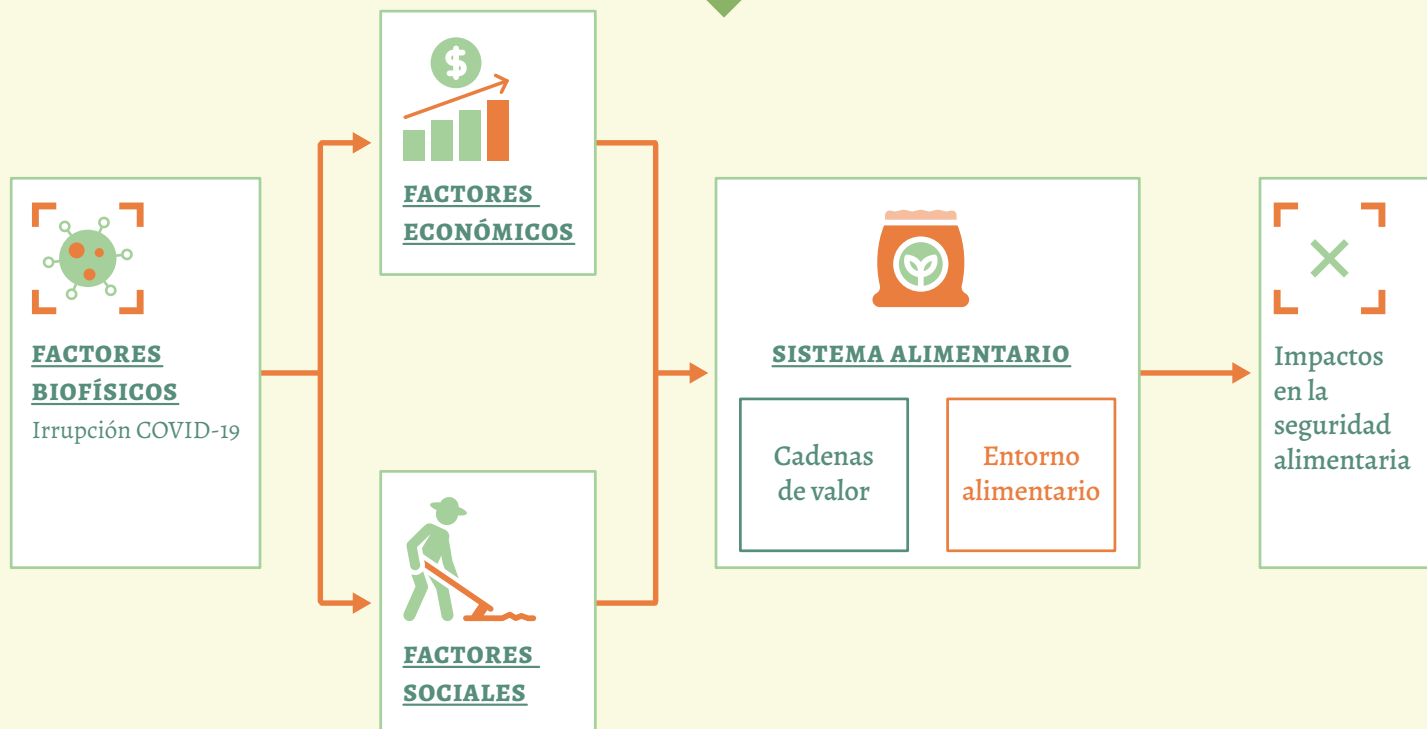 FACTORES
BIOFÍSICOS
Irrupción COVID-19
$
FACTORES
ECONÓMICOS
FACTORES
SOCIALES
SISTEMA ALIMENTARIO
Cadenas
de valor
Entorno
alimentario
Impactos
en la
seguridad
alimentaria